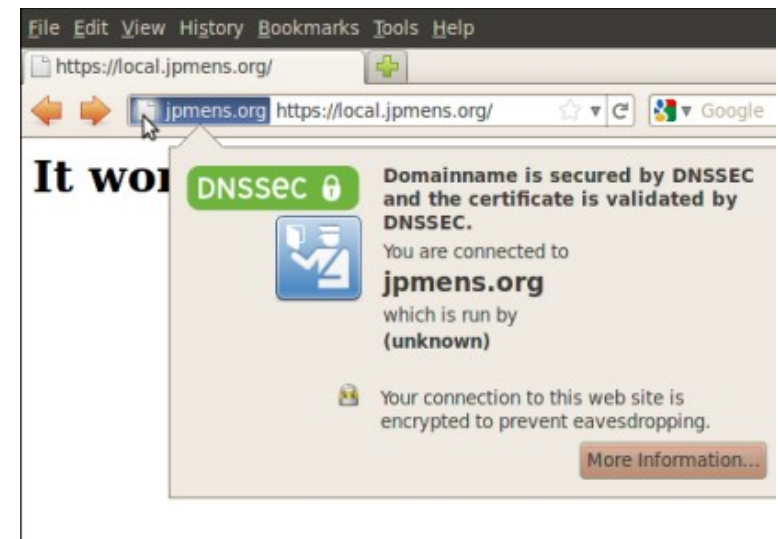 File Edit View History Bookmarks Tools Help
https://local.jpmens.org/
jpmens.org https://local.jpmens.org/ Google
It
DNSSEC
Domainname is secured by DNSSEC
and the certificate is validated by
DNSSEC.
You are connected to
jpmens.org
which is run by
(unknown)
Your connection to this web site is
encrypted to prevent eavesdropping.
More Information...